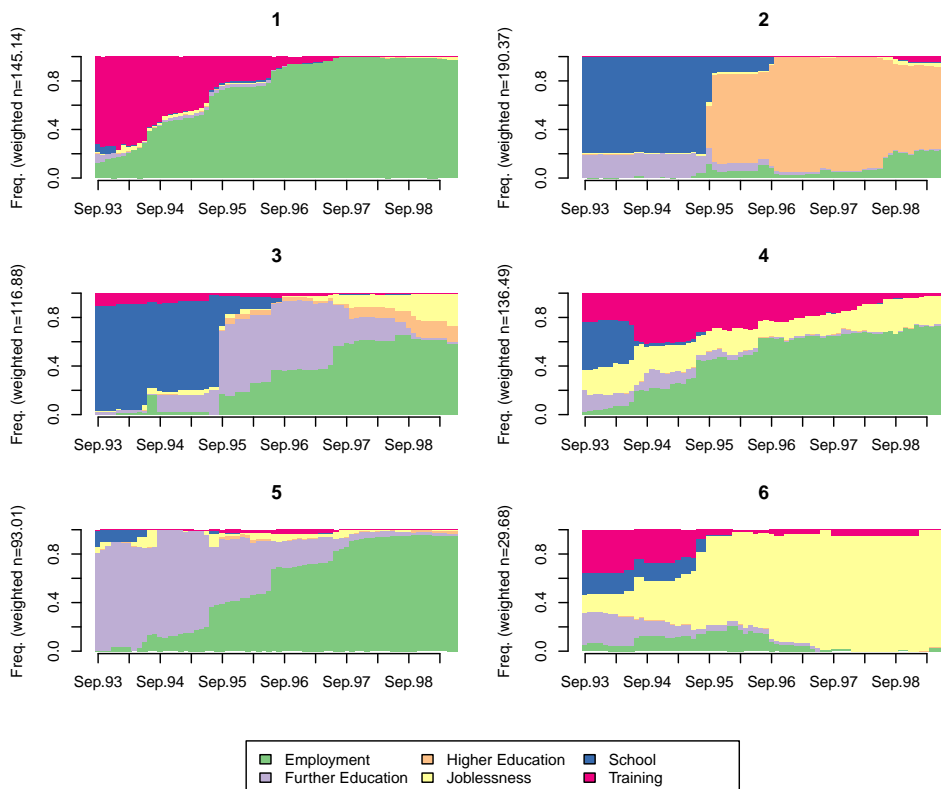 1
Freq. (weighted n=145.14)
0.0 0.4 0.8
Sep.93 Sep.94 Sep.95 Sep.96 Sep.97 Sep.98
2
Freq. (weighted n=190.37)
0.0 0.4 0.8
Sep.93 Sep.94 Sep.95 Sep.96 Sep.97 Sep.98
3
Freq. (weighted n=116.88)
0.0 0.4 0.8
Sep.93 Sep.94 Sep.95 Sep.96 Sep.97 Sep.98
4
Freq. (weighted n=136.49)
0.0 0.4 0.8
Sep.93 Sep.94 Sep.95 Sep.96 Sep.97 Sep.98
5
Freq. (weighted n=93.01)
0.0 0.4 0.8
Sep.93 Sep.94 Sep.95 Sep.96 Sep.97 Sep.98
6
Freq. (weighted n=29.68)
0.0 0.4 0.8
Sep.93 Sep.94 Sep.95 Sep.96 Sep.97 Sep.98
Employment Higher Education School
Further Education Joblessness Training